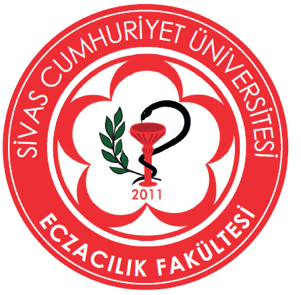 SİVAS CUMHURİYET ÜNİVERSİTESİ
2011
ECZACILIK FAKÜLTESİ